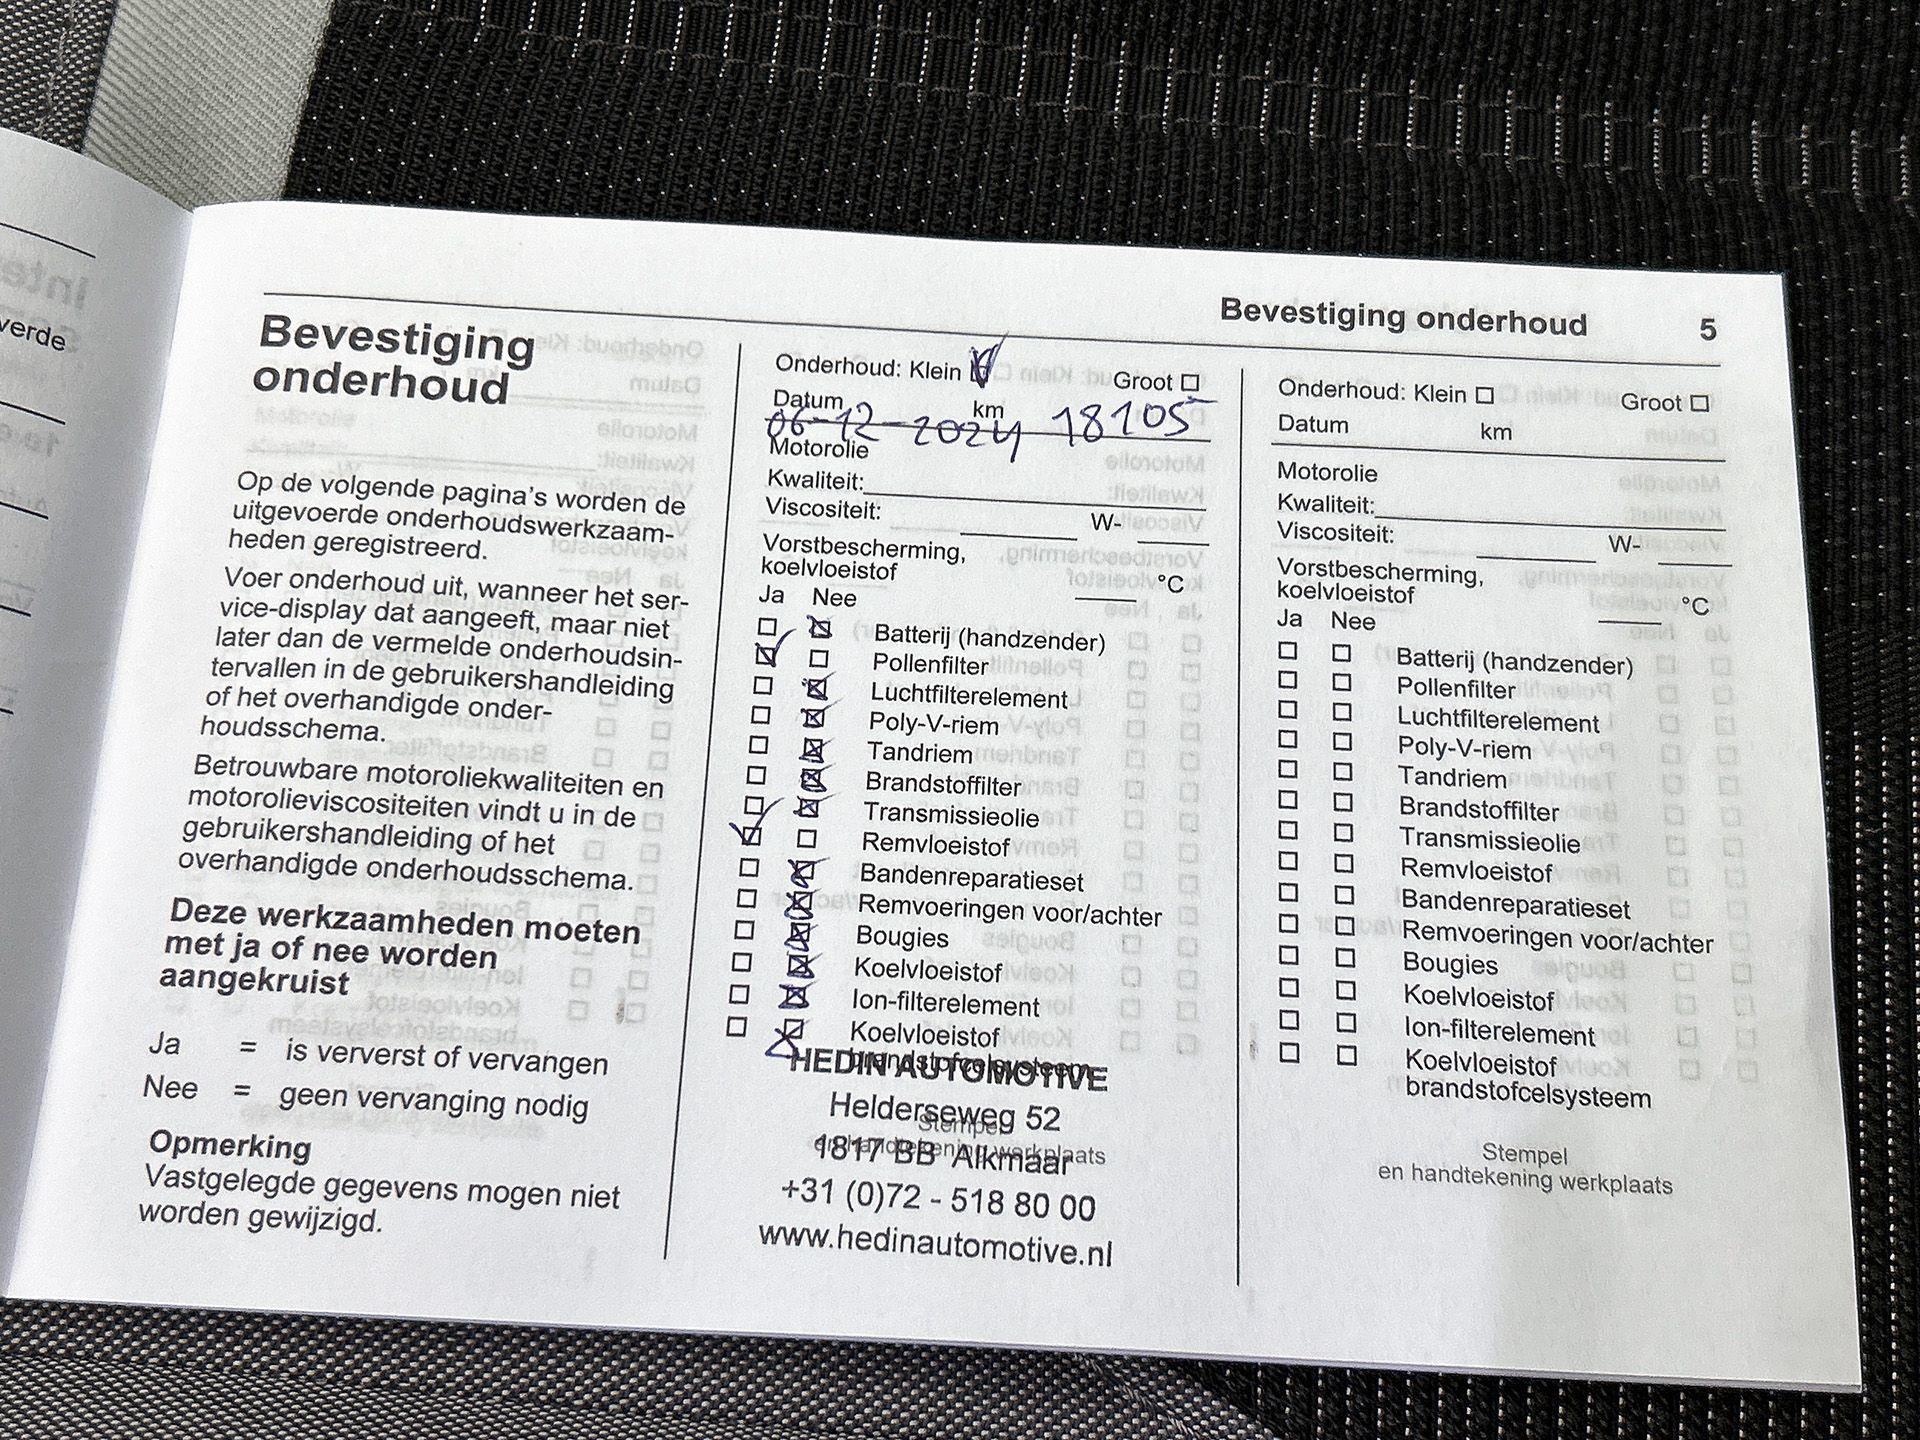 verde
Bevestiging onderhoud 5
Bevestiging
onderhoud
Op de volgende pagina's worden de
uitgevoerde onderhoudswerkzaam-
heden geregistreerd.
Voer onderhoud uit, wanneer het ser-
vice-display dat aangeeft, maar niet
later dan de vermelde onderhoudsin-
tervallen in de gebruikershandleiding
of het overhandigde onder-
houdsschema.
Betrouwbare motoroliekwaliteiten en
motorolieviscositeiten vindt u in de
gebruikershandleiding of het
overhandigde onderhoudsschema.
Deze werkzaamheden moeten
met ja of nee worden
aangekruist
Ja = is ververst of vervangen
Nee = geen vervanging nodig
Opmerking
Vastgelegde gegevens mogen niet
worden gewijzigd.
Onderhoud: Klein Groot
Datum km
06-12-2024 18105
Motorolie
Kwaliteit:
Viscositeit: W-
Vorstbescherming,
koelvloeistof °C
Ja Nee
Batterij (handzender)
Pollenfilter
Luchtfilterelement
Poly-V-riem
Tandriem
Brandstoffilter
Transmissieolie
Remvloeistof
Bandenreparatieset
Remvoeringen voor/achter
Bougies
Koelvloeistof
Ion-filterelement
Koelvloeistof
brandstofcelsysteem
HEDIN AUTOMOTIVE
Helderseweg 52
Stempel
en handtekening werkplaats
1817 BB Alkmaar
+31 (0)72 - 518 80 00
www.hedinautomotive.nl
Onderhoud: Klein Groot
Datum km
Motorolie
Kwaliteit:
Viscositeit: W-
Vorstbescherming,
koelvloeistof °C
Ja Nee
Batterij (handzender)
Pollenfilter
Luchtfilterelement
Poly-V-riem
Tandriem
Brandstoffilter
Transmissieolie
Remvloeistof
Bandenreparatieset
Remvoeringen voor/achter
Bougies
Koelvloeistof
Ion-filterelement
Koelvloeistof
brandstofcelsysteem
Stempel
en handtekening werkplaats